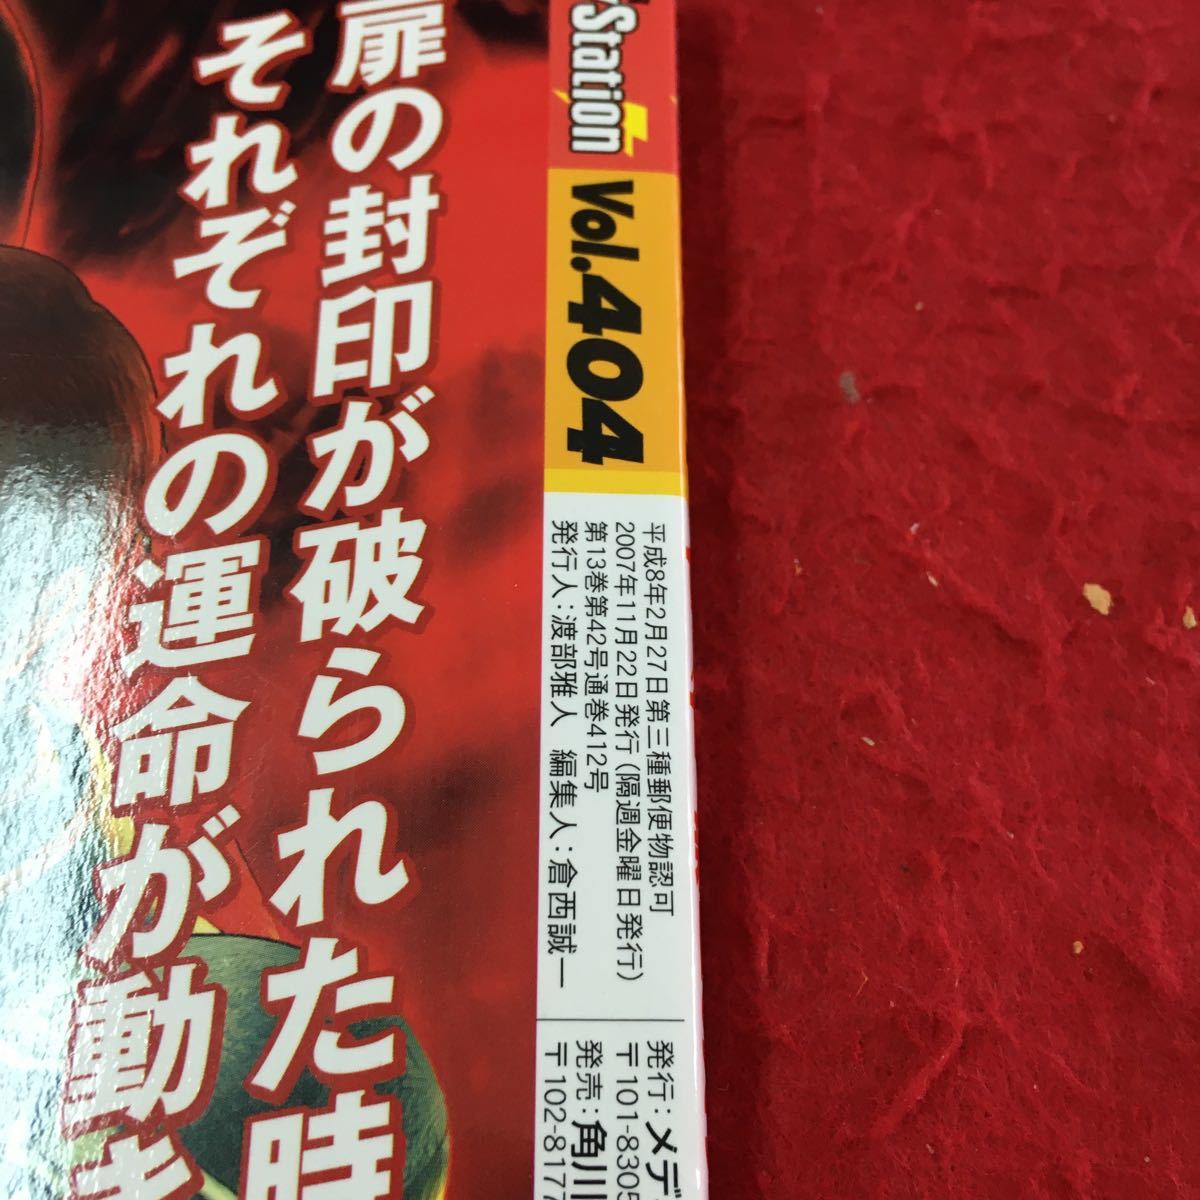 扉の封印が破られた時
それぞれの運命が動き
Station
Vol.404
平成8年2月27日第三種郵便物認可
2007年11月22日発行(隔週金曜日発行)
第13巻第42号通巻412号
発行人:渡部雅人 編集人:倉西誠一
発行:メデ
〒101-8305
発売:角川
〒102-8177